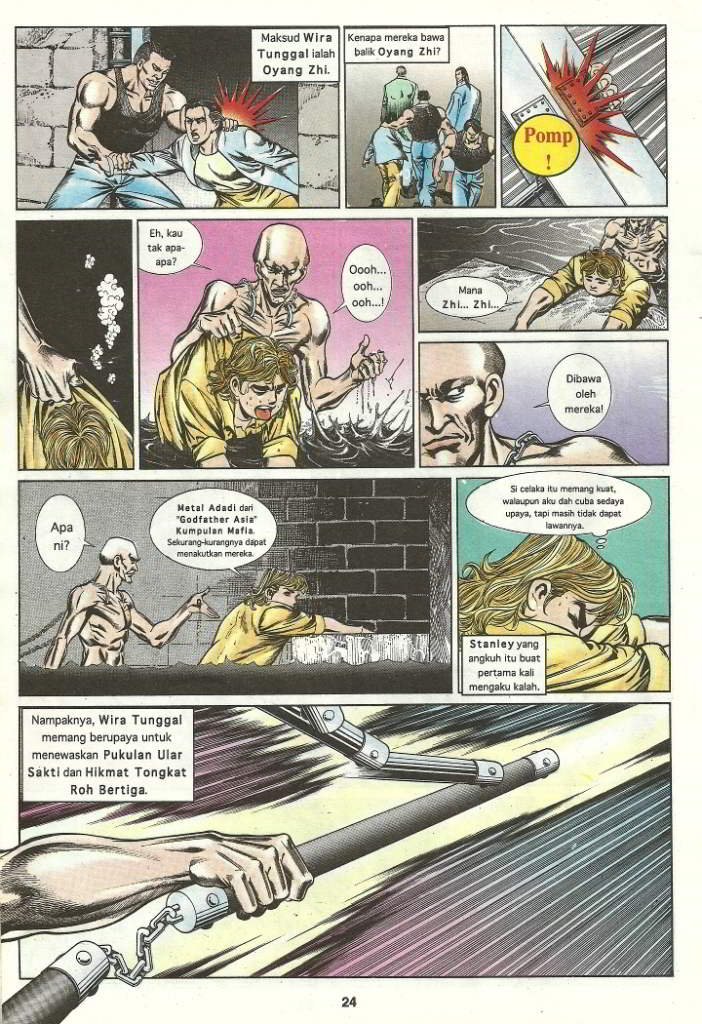 Maksud Wira
Tunggal ialah
Oyang Zhi.
Kenapa mereka bawa
balik Oyang Zhi?
Pomp
!
Eh, kau
tak apa-
apa?
Oooh...
ooh...
ooh...!
Mana
Zhi... Zhi...
Dibawa
oleh
mereka!
Apa
ni?
Metal Adadi dari
"Godfather Asia"
Kumpulan Mafia.
Sekurang-kurangnya dapat
menakutkan mereka.
Si celaka itu memang kuat,
walaupun aku dah cuba sedaya
upaya, tapi masih tidak dapat
lawannya.
Stanley yang
angkuh itu buat
pertama kali
mengaku kalah.
Nampaknya, Wira Tunggal
memang berupaya untuk
menewaskan Pukulan Ular
Sakti dan Hikmat Tongkat
Roh Bertiga.
24